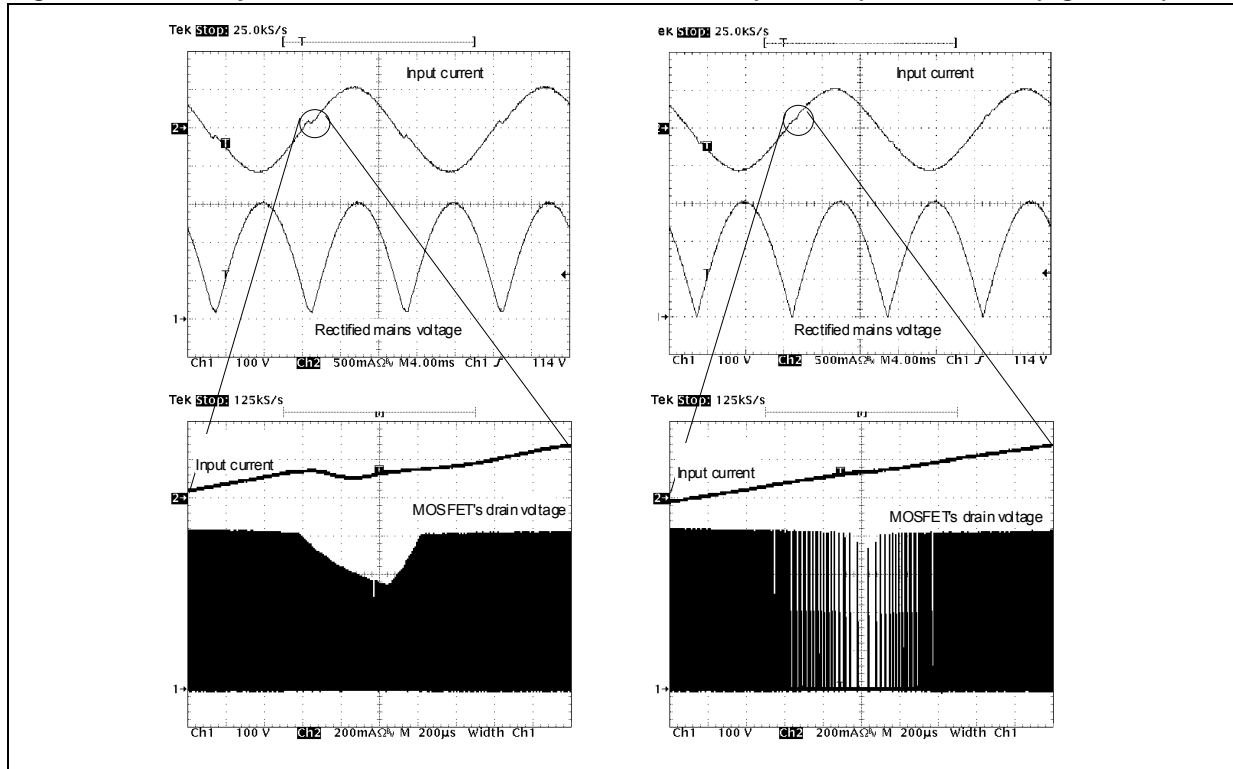 Tek Stop: 25.0kS/s
[ T ]
Input current
2→
T
T
Rectified mains voltage
1→
Ch1 100 V Ch2 500mAΩ M4.00ms Ch1 114 V
ek Stop: 25.0kS/s
[ T ]
Input current
2→
T
T
Rectified mains voltage
1→
Ch1 100 V Ch2 500mAΩ M4.00ms Ch1 114 V
Tek Stop: 125kS/s
Input current
T
2→
MOSFET's drain voltage
1→
Ch1 100 V Ch2 200mAΩ M 200µs Width Ch1
Tek Stop: 125kS/s
Input current
T
2→
MOSFET's drain voltage
1→
Ch1 100 V Ch2 200mAΩ M 200µs Width Ch1